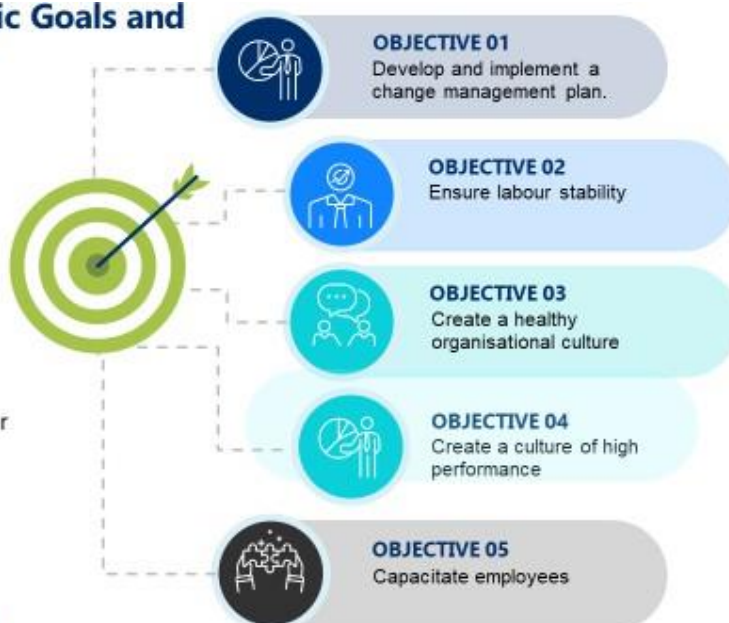 ic Goals and
OBJECTIVE 01
Develop and implement a
change management plan.
OBJECTIVE 02
Ensure labour stability
OBJECTIVE 03
Create a healthy
organisational culture
r
OBJECTIVE 04
Create a culture of high
performance
OBJECTIVE 05
Capacitate employees